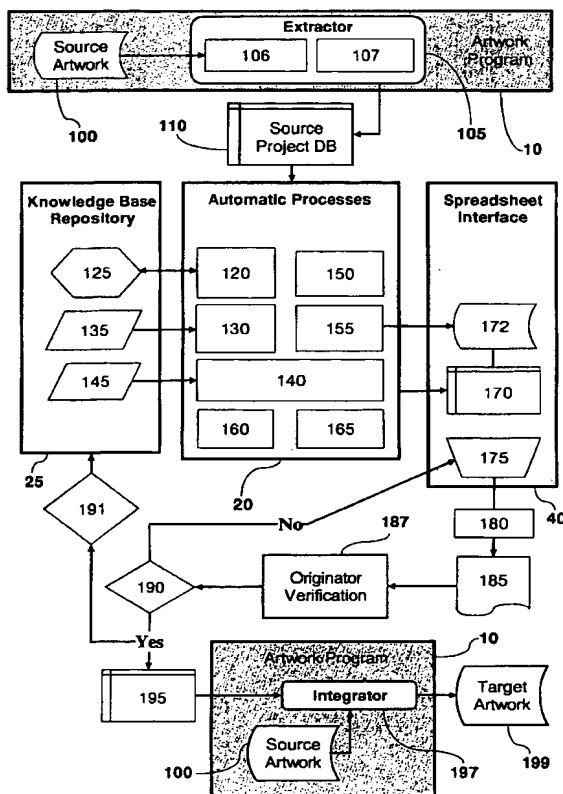 Extractor
Source
Artwork
106
107
Artwork
Program
100
105
10
110
Source
Project DB
Knowledge Base
Repository
Automatic Processes
Spreadsheet
Interface
125
120
150
135
130
155
172
145
140
170
160
165
25
20
175
40
191
No
187
180
190
Originator
Verification
185
Yes
10
Artwork Program
195
Integrator
Target
Artwork
Source
Artwork
100
197
199